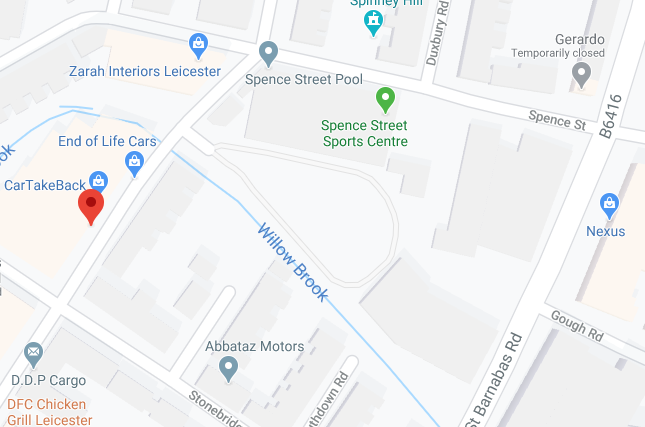 Spinney Hill
Duxbury Rd
Gerardo
Temporarily closed
Zarah Interiors Leicester
Spence Street Pool
Spence St
B6416
Spence Street
Sports Centre
End of Life Cars
CarTakeBack
Nexus
Willow Brook
Gough Rd
St Barnabas Rd
Abbataz Motors
D.D.P Cargo
DFC Chicken
Grill Leicester